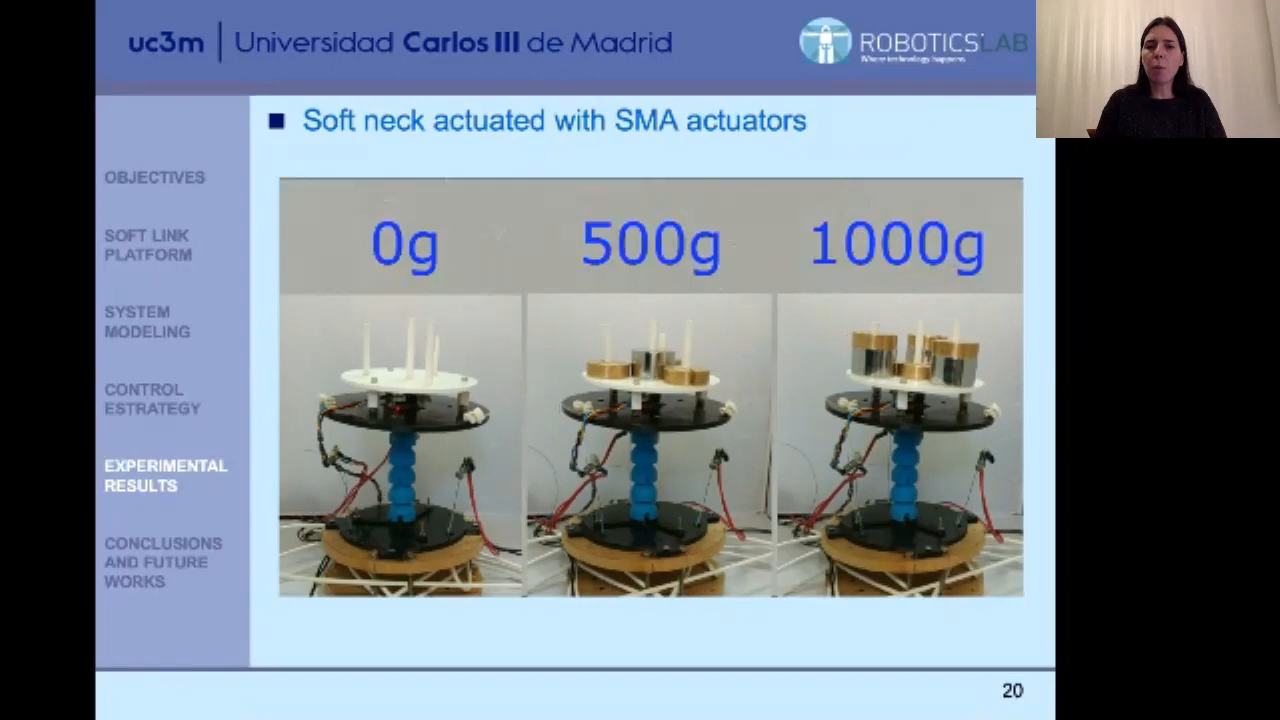 uc3m | Universidad Carlos III de Madrid
ROBOTICSLAB
Where technology happens
Soft neck actuated with SMA actuators
OBJECTIVES
SOFT LINK
PLATFORM
SYSTEM
MODELING
CONTROL
ESTRATEGY
EXPERIMENTAL
RESULTS
CONCLUSIONS
AND FUTURE
WORKS
0g 500g 1000g
20